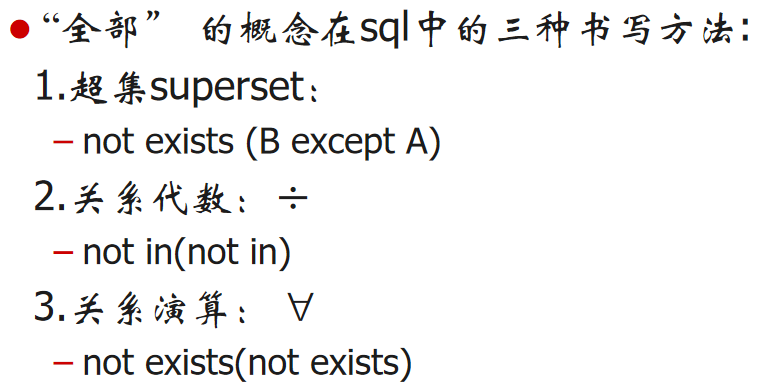 ●“全部” 的概念在sql中的三种书写方法:
1.超集superset:
– not exists (B except A)
2.关系代数: ÷
– not in(not in)
3.关系演算: ∀
– not exists(not exists)